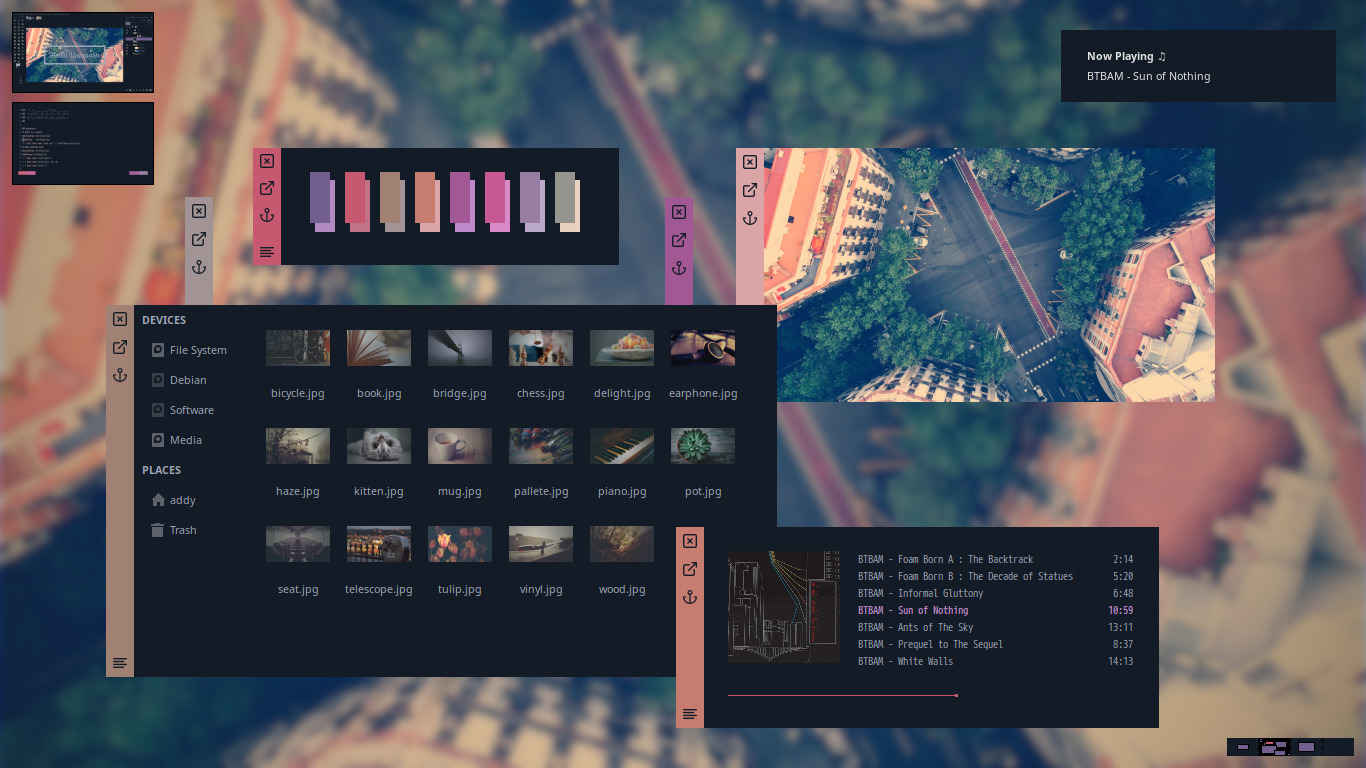 Hello Unixporn
Now Playing ♫
BTBAM - Sun of Nothing
DEVICES
File System
Debian
Software
Media
PLACES
addy
Trash
bicycle.jpg book.jpg bridge.jpg chess.jpg delight.jpg earphone.jpg
haze.jpg kitten.jpg mug.jpg pallete.jpg piano.jpg pot.jpg
seat.jpg telescope.jpg tulip.jpg vinyl.jpg wood.jpg
BTBAM - Foam Born A : The Backtrack 2:14
BTBAM - Foam Born B : The Decade of Statues 5:20
BTBAM - Informal Gluttony 6:48
BTBAM - Sun of Nothing 10:59
BTBAM - Ants of The Sky 13:11
BTBAM - Prequel to The Sequel 8:37
BTBAM - White Walls 14:13